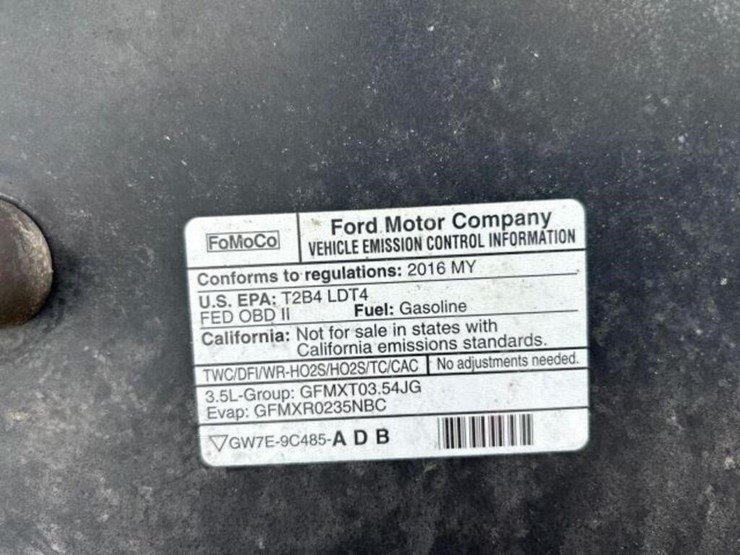 FoMoCo
Ford Motor Company
VEHICLE EMISSION CONTROL INFORMATION
Conforms to regulations: 2016 MY
U.S. EPA: T2B4 LDT4
FED OBD II Fuel: Gasoline
California: Not for sale in states with
California emissions standards.
TWC/DFI/WR-HO2S/HO2S/TC/CAC No adjustments needed.
3.5L-Group: GFMXT03.54JG
Evap: GFMXR0235NBC
GW7E-9C485-A D B